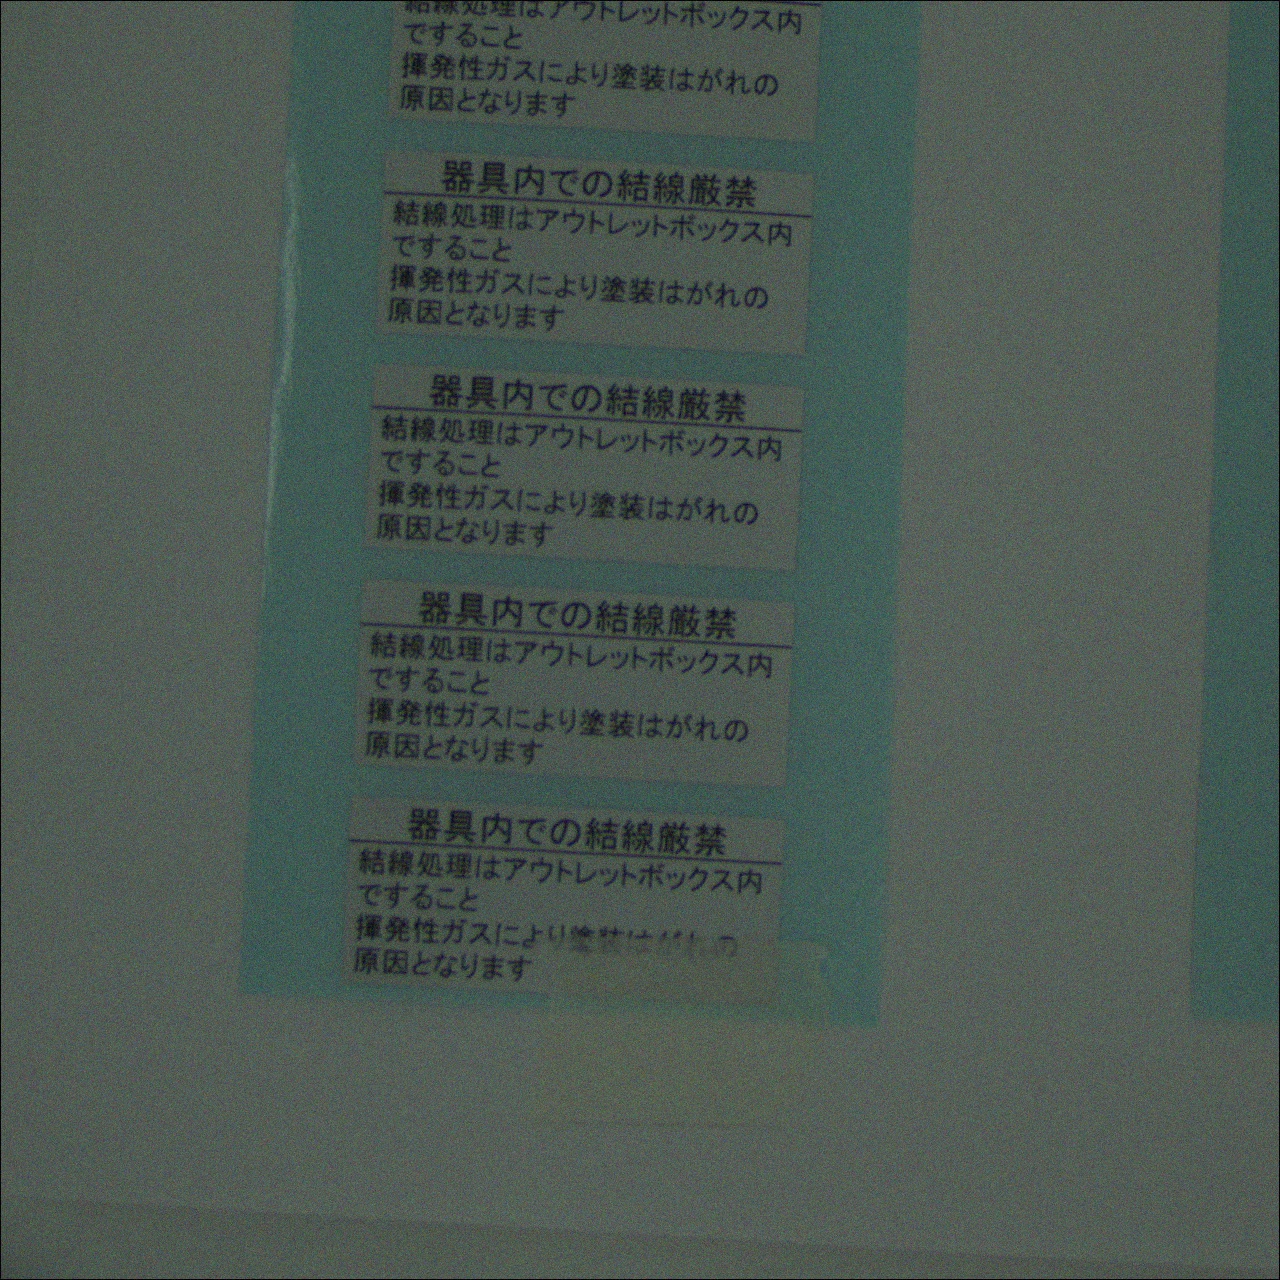 結線処理はアウトレットボックス内
ですること
揮発性ガスにより塗装はがれの
原因となります
器具内での結線厳禁
結線処理はアウトレットボックス内
ですること
揮発性ガスにより塗装はがれの
原因となります
器具内での結線厳禁
結線処理はアウトレットボックス内
ですること
揮発性ガスにより塗装はがれの
原因となります
器具内での結線厳禁
結線処理はアウトレットボックス内
ですること
揮発性ガスにより塗装はがれの
原因となります
器具内での結線厳禁
結線処理はアウトレットボックス内
ですること
揮発性ガスにより塗装はがれの
原因となります